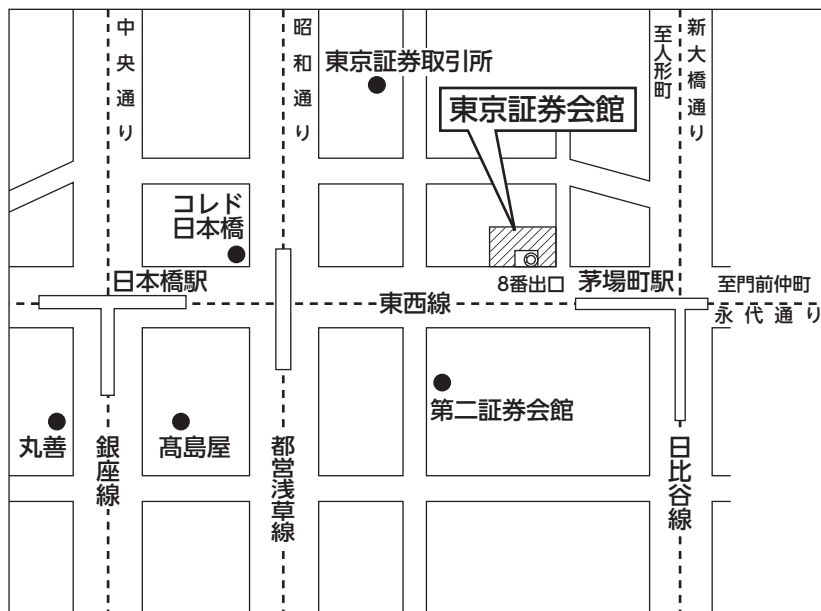 中央通り
昭和通り
至人形町
新大橋通り
東京証券取引所
東京証券会館
コレド
日本橋
日本橋駅
8番出口
茅場町駅
至門前仲町
東西線
永代通り
第二証券会館
丸善
銀座線
髙島屋
都営浅草線
日比谷線